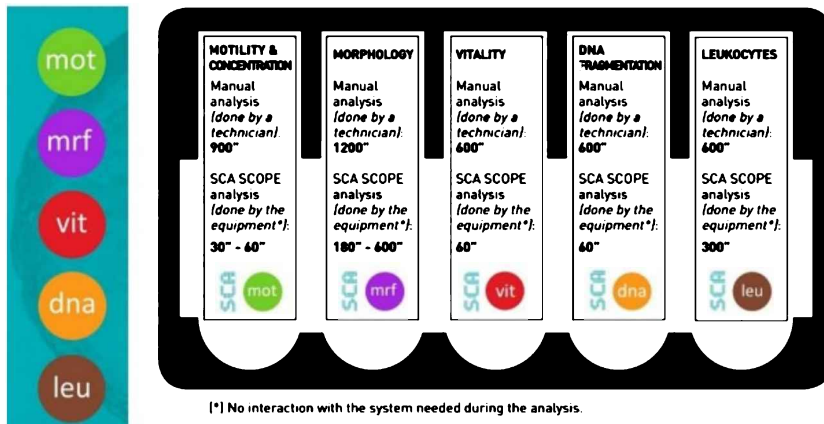 mot
mrf
vit
dna
leu
MOTILITY &
CONCENTRATION
Manual
analysis
(done by a
technician):
900"
SCA SCOPE
analysis
(done by the
equipment*):
30" - 60"
SCA mot
MORPHOLOGY
Manual
analysis
(done by a
technician):
1200"
SCA SCOPE
analysis
(done by the
equipment*):
180" - 600"
SCA mrf
VITALITY
Manual
analysis
(done by a
technician):
600"
SCA SCOPE
analysis
(done by the
equipment*):
60"
SCA vit
DNA
FRAGMENTATION
Manual
analysis
(done by a
technician):
600"
SCA SCOPE
analysis
(done by the
equipment*):
60"
SCA dna
LEUKOCYTES
Manual
analysis
(done by a
technician):
600"
SCA SCOPE
analysis
(done by the
equipment*):
300"
SCA leu
(*) No interaction with the system needed during the analysis.